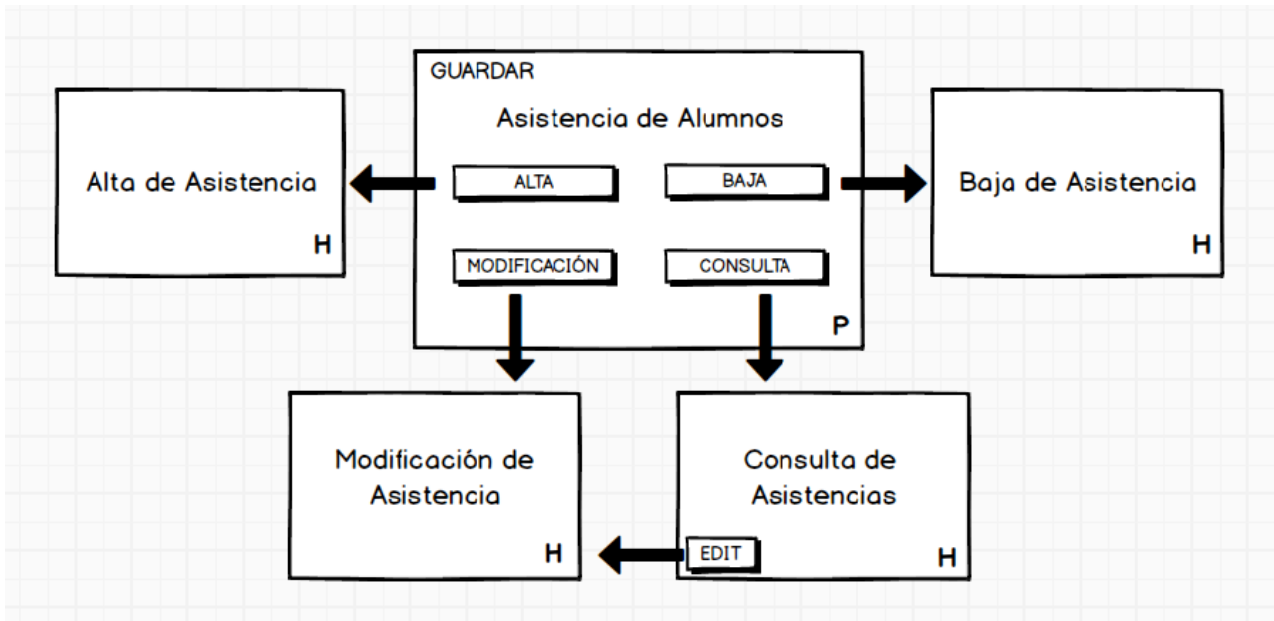 GUARDAR
Asistencia de Alumnos
Alta de Asistencia
ALTA
BAJA
Baja de Asistencia
H
H
MODIFICACIÓN
CONSULTA
P
Modificación de
Asistencia
H
Consulta de
Asistencias
EDIT
H